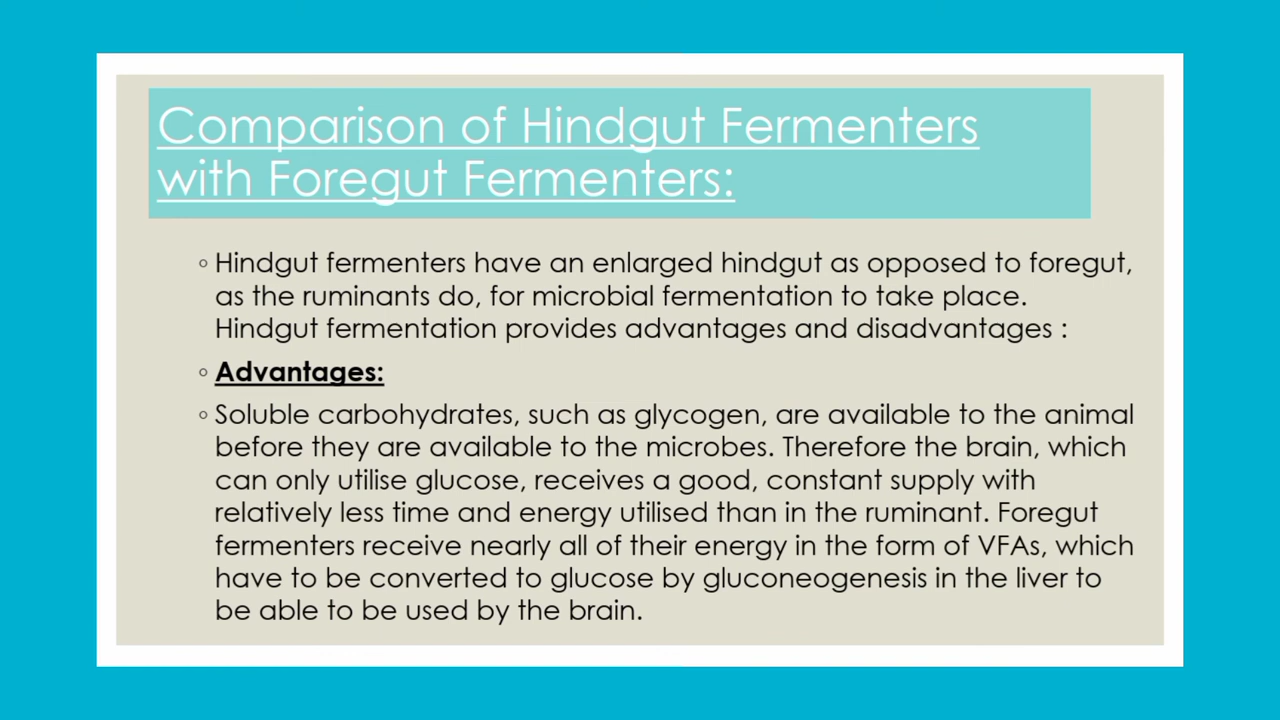 Comparison of Hindgut Fermenters
with Foregut Fermenters:
◦ Hindgut fermenters have an enlarged hindgut as opposed to foregut,
as the ruminants do, for microbial fermentation to take place.
Hindgut fermentation provides advantages and disadvantages :
◦ Advantages:
◦ Soluble carbohydrates, such as glycogen, are available to the animal
before they are available to the microbes. Therefore the brain, which
can only utilise glucose, receives a good, constant supply with
relatively less time and energy utilised than in the ruminant. Foregut
fermenters receive nearly all of their energy in the form of VFAs, which
have to be converted to glucose by gluconeogenesis in the liver to
be able to be used by the brain.